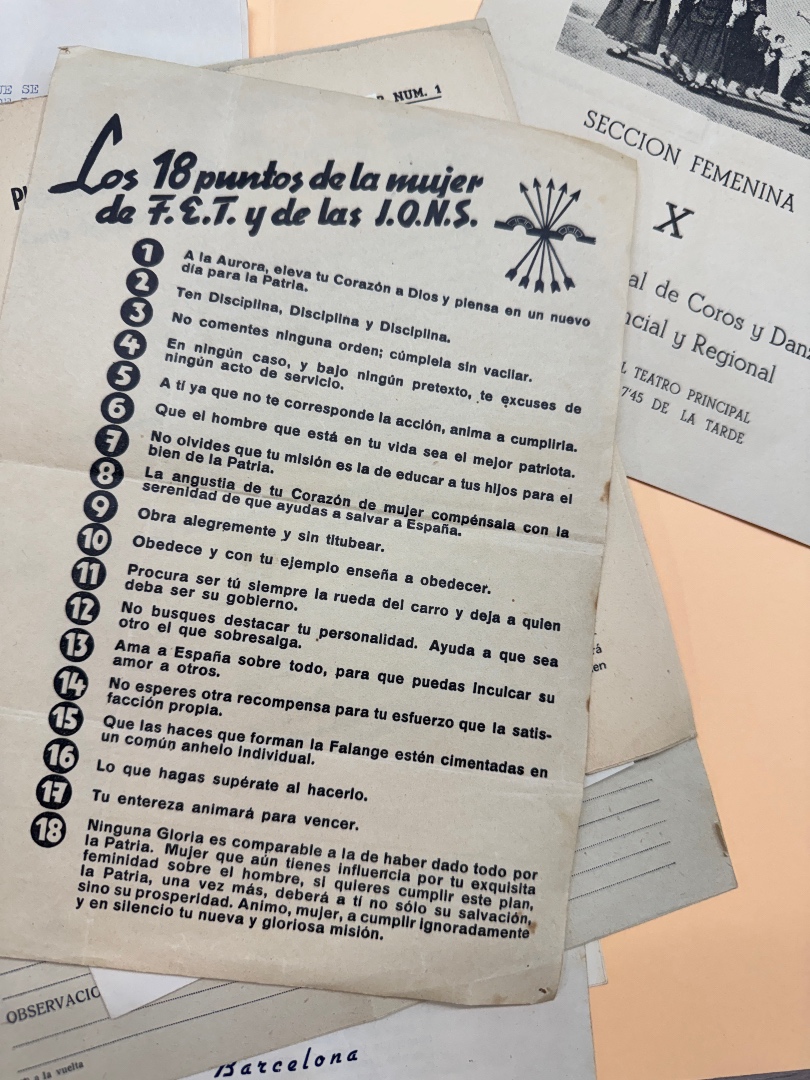 UE SE
NUM. 1
Los 18 puntos de la mujer
de F.E.T. y de las J.O.N.S.
1 A la Aurora, eleva tu Corazón a Dios y piensa en un nuevo
día para la Patria.
2 Ten Disciplina, Disciplina y Disciplina.
3 No comentes ninguna orden; cúmplela sin vacilar.
4 En ningún caso, y bajo ningún pretexto, te excuses de
ningún acto de servicio.
5 A ti ya que no te corresponde la acción, anima a cumplirla.
6 Que el hombre que está en tu vida sea el mejor patriota.
7 No olvides que tu misión es la de educar a tus hijos para el
bien de la Patria.
8 La angustia de tu Corazón de mujer compénsala con la
serenidad de que ayudas a salvar a España.
9 Obra alegremente y sin titubear.
10 Obedece y con tu ejemplo enseña a obedecer.
11 Procura ser tú siempre la rueda del carro y deja a quien
deba ser su gobierno.
12 No busques destacar tu personalidad. Ayuda a que sea
otro el que sobresalga.
13 Ama a España sobre todo, para que puedas inculcar su
amor a otros.
14 No esperes otra recompensa para tu esfuerzo que la satis-
facción propia.
15 Que las haces que forman la Falange estén cimentadas en
un común anhelo individual.
16 Lo que hagas supérate al hacerlo.
17 Tu entereza animará para vencer.
18 Ninguna Gloria es comparable a la de haber dado todo por
la Patria. Mujer que aún tienes influencia por tu exquisita
feminidad sobre el hombre, si quieres cumplir este plan,
la Patria, una vez más, deberá a ti no sólo su salvación,
sino su prosperidad. Animo, mujer, a cumplir ignoradamente
y en silencio tu nueva y gloriosa misión.
SECCION FEMENINA
X
al de Coros y Danz
ncial y Regional
L TEATRO PRINCIPAL
7'45 DE LA TARDE
OBSERVACIO
a la vuelta
Barcelona